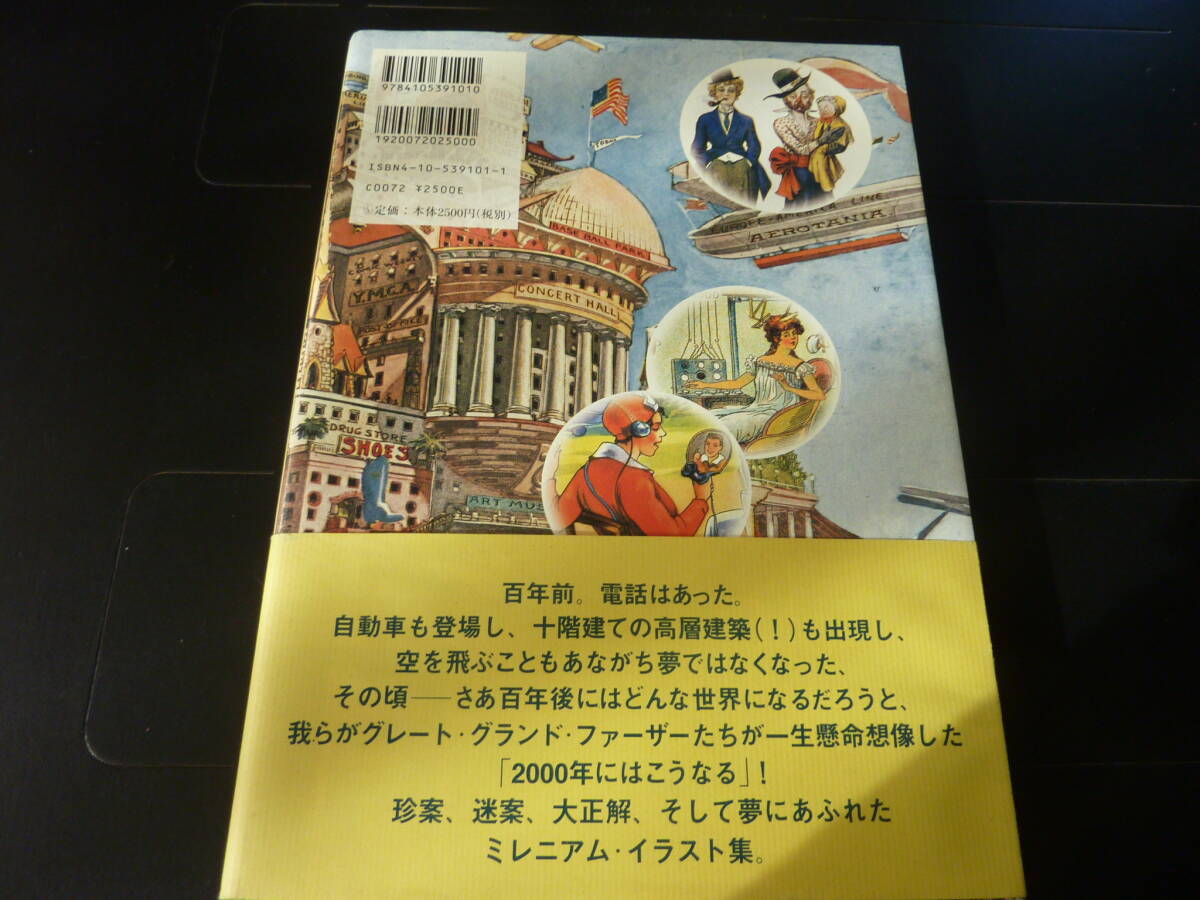 9784105391010
1920072025000
ISBN4-10-539101-1
C0072 ¥2500E
定価:本体2500円(税別)
BASE BALL PARK
CONCERT HALL
Y.M.C.A.
POST OFFICE
DRUG STORE
SHOES
ART MUS
EUROPE-AMERICA LINE
AEROTANIA
百年前。電話はあった。
自動車も登場し、十階建ての高層建築(!)も出現し、
空を飛ぶこともあながち夢ではなくなった、
その頃――さあ百年後にはどんな世界になるだろうと、
我らがグレート・グランド・ファーザーたちが一生懸命想像した
「2000年にはこうなる」!
珍案、迷案、大正解、そして夢にあふれた
ミレニアム・イラスト集。